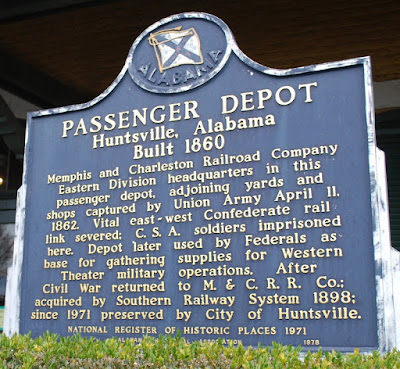 ALABAMA
PASSENGER DEPOT
Huntsville, Alabama
Built 1860
Memphis and Charleston Railroad Company
Eastern Division headquarters in this
passenger depot, adjoining yards and
shops captured by Union Army April 11,
1862. Vital east-west Confederate rail
link severed; C. S. A. soldiers imprisoned
here. Depot later used by Federals as
base for gathering supplies for Western
Theater military operations. After
Civil War returned to M. & C. R. R. Co.;
acquired by Southern Railway System 1898;
since 1971 preserved by City of Huntsville.
NATIONAL REGISTER OF HISTORIC PLACES 1971
ASSOCIATION